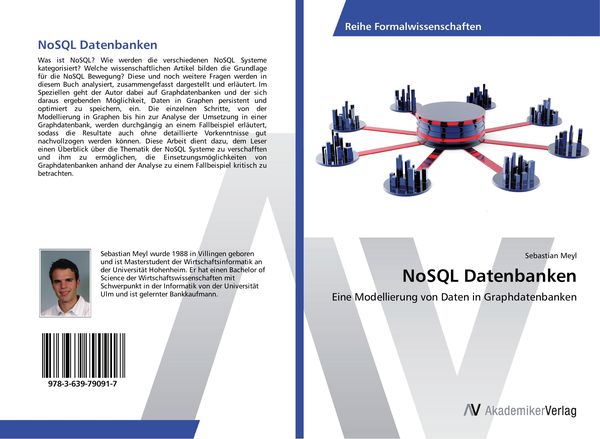 NoSQL Datenbanken
Was ist NoSQL? Wie werden die verschiedenen NoSQL Systeme
kategorisiert? Welche wissenschaftlichen Artikel bilden die Grundlage
für die NoSQL Bewegung? Diese und noch weitere Fragen werden in
diesem Buch analysiert, zusammengefasst dargestellt und erläutert. Im
Speziellen geht der Autor dabei auf Graphdatenbanken und der sich
daraus ergebenden Möglichkeit, Daten in Graphen persistent und
optimiert zu speichern, ein. Die einzelnen Schritte, von der
Modellierung in Graphen bis hin zur Analyse der Umsetzung in einer
Graphdatenbank, werden durchgängig an einem Fallbeispiel erläutert,
sodass die Resultate auch ohne detaillierte Vorkenntnisse gut
nachvollzogen werden können. Diese Arbeit dient dazu, dem Leser
einen Überblick über die Thematik der NoSQL Systeme zu verschafften
und ihm zu ermöglichen, die Einsetzungsmöglichkeiten von
Graphdatenbanken anhand der Analyse zu einem Fallbeispiel kritisch zu
betrachten.
Sebastian Meyl wurde 1988 in Villingen geboren
und ist Masterstudent der Wirtschaftsinformatik an
der Universität Hohenheim. Er hat einen Bachelor of
Science der Wirtschaftswissenschaften mit
Schwerpunkt in der Informatik von der Universität
Ulm und ist gelernter Bankkaufmann.
978-3-639-79091-7
Reihe Formalwissenschaften
Sebastian Meyl
NoSQL Datenbanken
Eine Modellierung von Daten in Graphdatenbanken
AV AkademikerVerlag